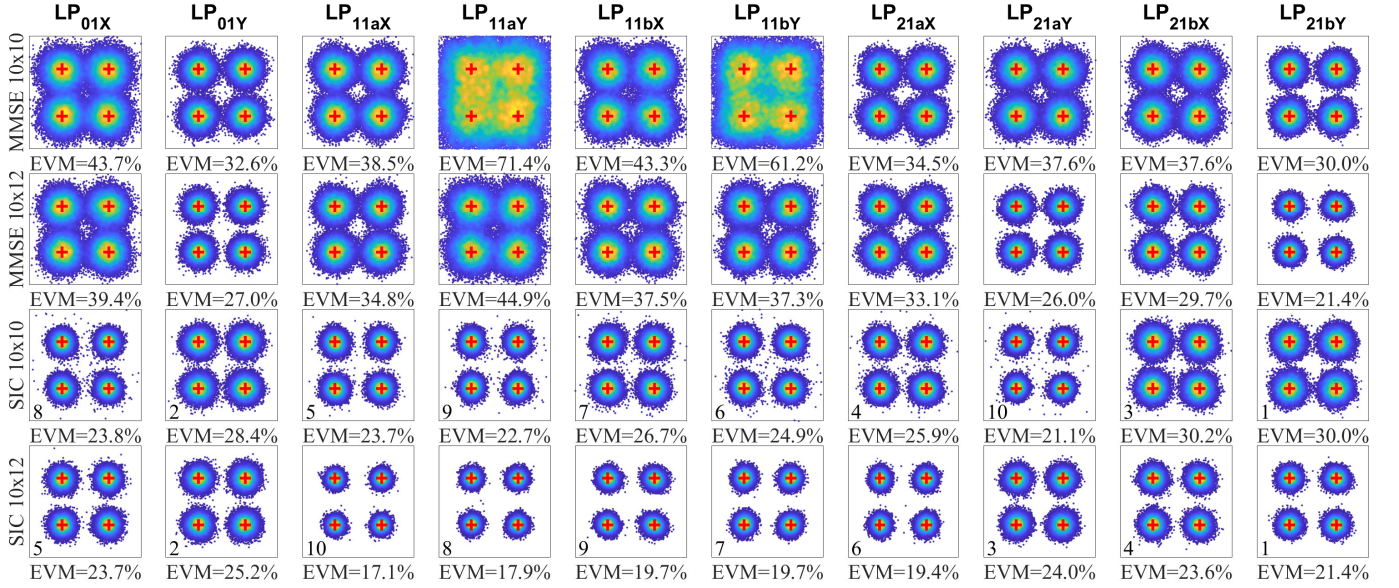 LP01X LP01Y LP11aX LP11aY LP11bX LP11bY LP21aX LP21aY LP21bX LP21bY
MMSE 10x10
EVM=43.7% EVM=32.6% EVM=38.5% EVM=71.4% EVM=43.3% EVM=61.2% EVM=34.5% EVM=37.6% EVM=37.6% EVM=30.0%
MMSE 10x12
EVM=39.4% EVM=27.0% EVM=34.8% EVM=44.9% EVM=37.5% EVM=37.3% EVM=33.1% EVM=26.0% EVM=29.7% EVM=21.4%
SIC 10x10
8 2 5 9 7 6 4 10 3 1
EVM=23.8% EVM=28.4% EVM=23.7% EVM=22.7% EVM=26.7% EVM=24.9% EVM=25.9% EVM=21.1% EVM=30.2% EVM=30.0%
SIC 10x12
5 2 10 8 9 7 6 3 4 1
EVM=23.7% EVM=25.2% EVM=17.1% EVM=17.9% EVM=19.7% EVM=19.7% EVM=19.4% EVM=24.0% EVM=23.6% EVM=21.4%